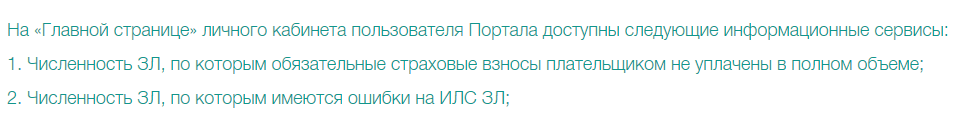 На «Главной странице» личного кабинета пользователя Портала доступны следующие информационные сервисы:
1. Численность ЗЛ, по которым обязательные страховые взносы плательщиком не уплачены в полном объеме;
2. Численность ЗЛ, по которым имеются ошибки на ИЛС ЗЛ;